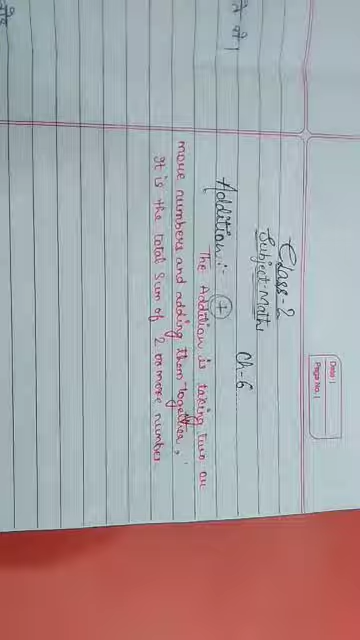 Date :
Page No. :
Class-2
Subject-Maths
Ch-6
Addition :- +
The Addition is taking two or
more numbers and adding them together,
It is the total Sum of 2 or more number